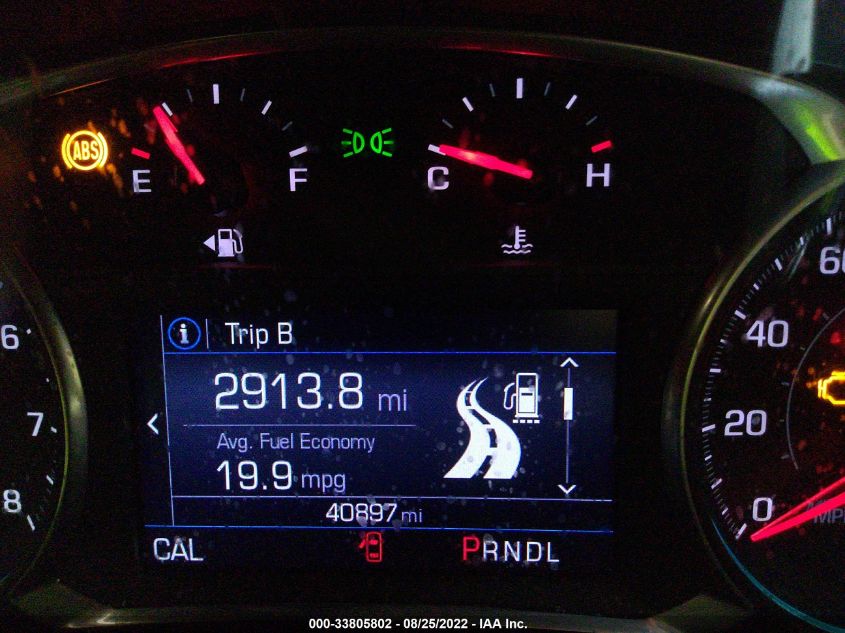 ABS
E F
C H
60
6
Trip B
40
2913.8 mi
7
20
Avg. Fuel Economy
19.9 mpg
8
0
40897 mi
CAL
PRNDL
000-33805802 - 08/25/2022 - IAA Inc.